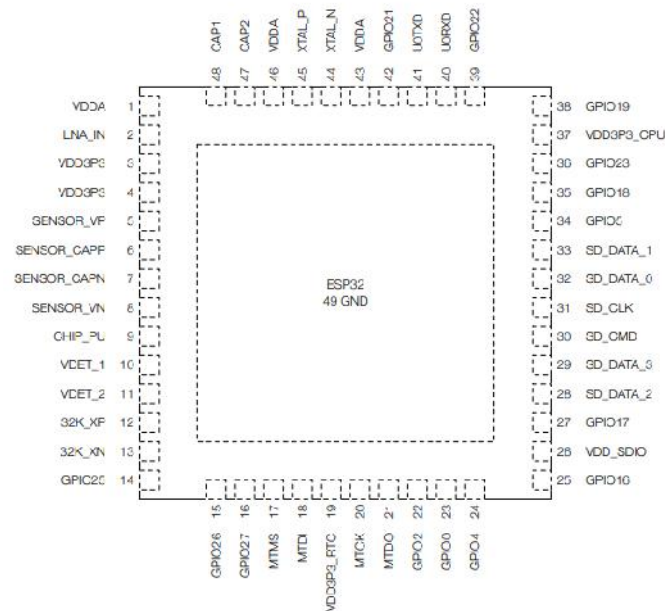 CAP1
CAP2
VDDA
XTAL_P
XTAL_N
VDDA
GPIO21
U0TXD
U0RXD
GPIO22
48
47
46
45
44
43
42
41
40
39
VDDA 1
LNA_IN 2
VDD3P3 3
VDD3P3 4
SENSOR_VP 5
SENSOR_CAPP 6
SENSOR_CAPN 7
SENSOR_VN 8
CHIP_PU 9
VDET_1 10
VDET_2 11
32K_XP 12
32K_XN 13
GPIO25 14
38 GPIO19
37 VDD3P3_CPU
36 GPIO23
35 GPIO18
34 GPIO5
33 SD_DATA_1
32 SD_DATA_0
31 SD_CLK
30 SD_CMD
29 SD_DATA_3
28 SD_DATA_2
27 GPIO17
26 VDD_SDIO
25 GPIO16
ESP32
49 GND
15
16
17
18
19
20
21
22
23
24
GPIO26
GPIO27
MTMS
MTDI
VDD3P3_RTC
MTCK
MTDO
GPIO2
GPIO0
GPIO4